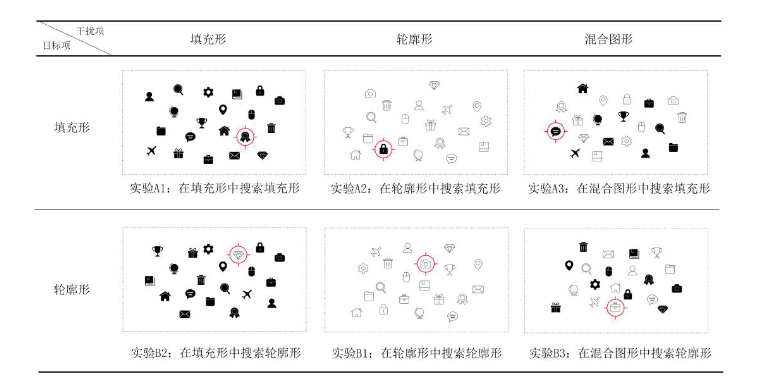 干扰项
目标项
填充形 轮廓形 混合图形
填充形
实验A1：在填充形中搜索填充形 实验A2：在轮廓形中搜索填充形 实验A3：在混合图形中搜索填充形
轮廓形
实验B2：在填充形中搜索轮廓形 实验B1：在轮廓形中搜索轮廓形 实验B3：在混合图形中搜索轮廓形